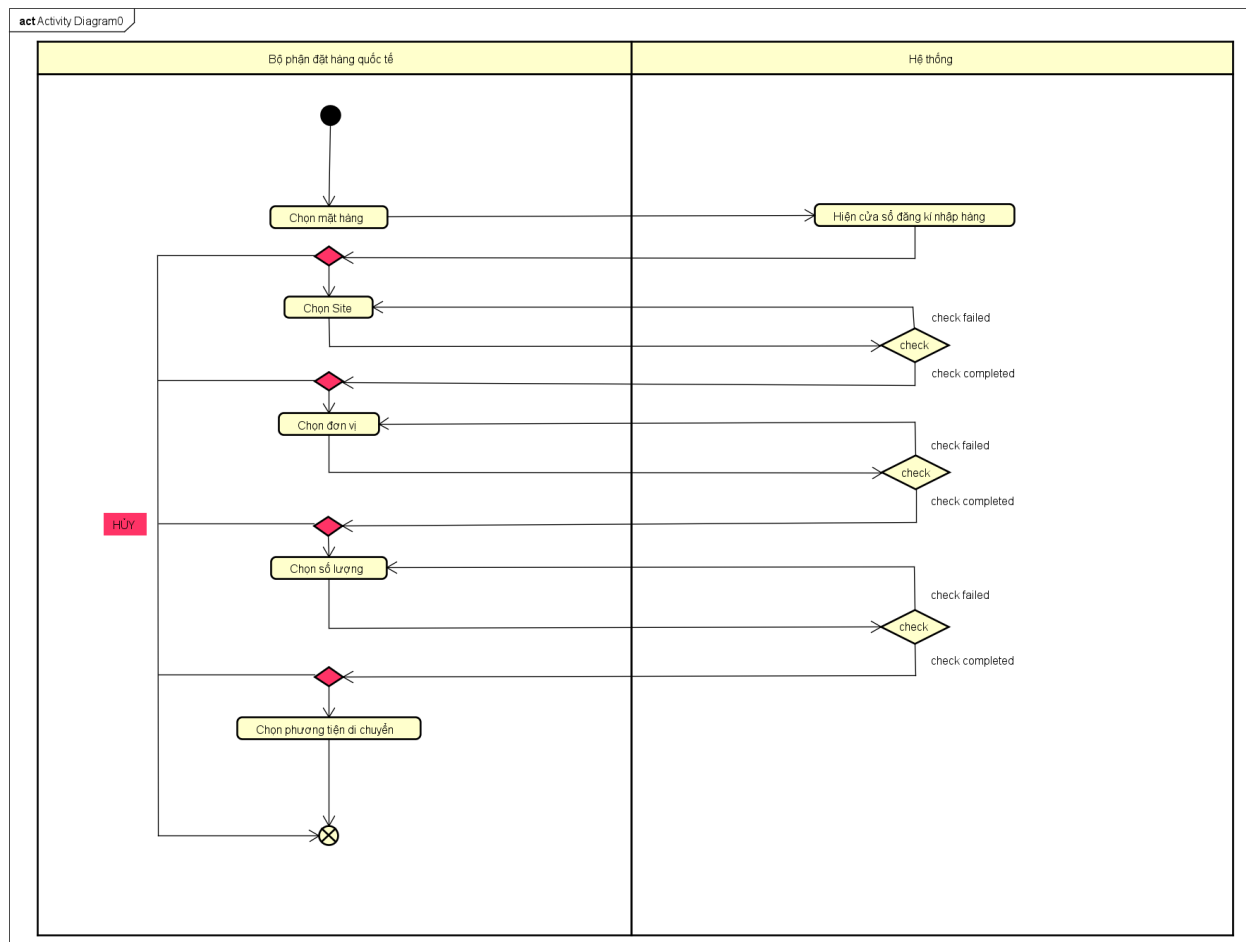 act Activity Diagram0
Bộ phận đặt hàng quốc tế
Hệ thống
Chọn mặt hàng
Hiện cửa sổ đăng kí nhập hàng
Chọn Site
check failed
check
check completed
Chọn đơn vị
check failed
check
check completed
HỦY
Chọn số lượng
check failed
check
check completed
Chọn phương tiện di chuyển